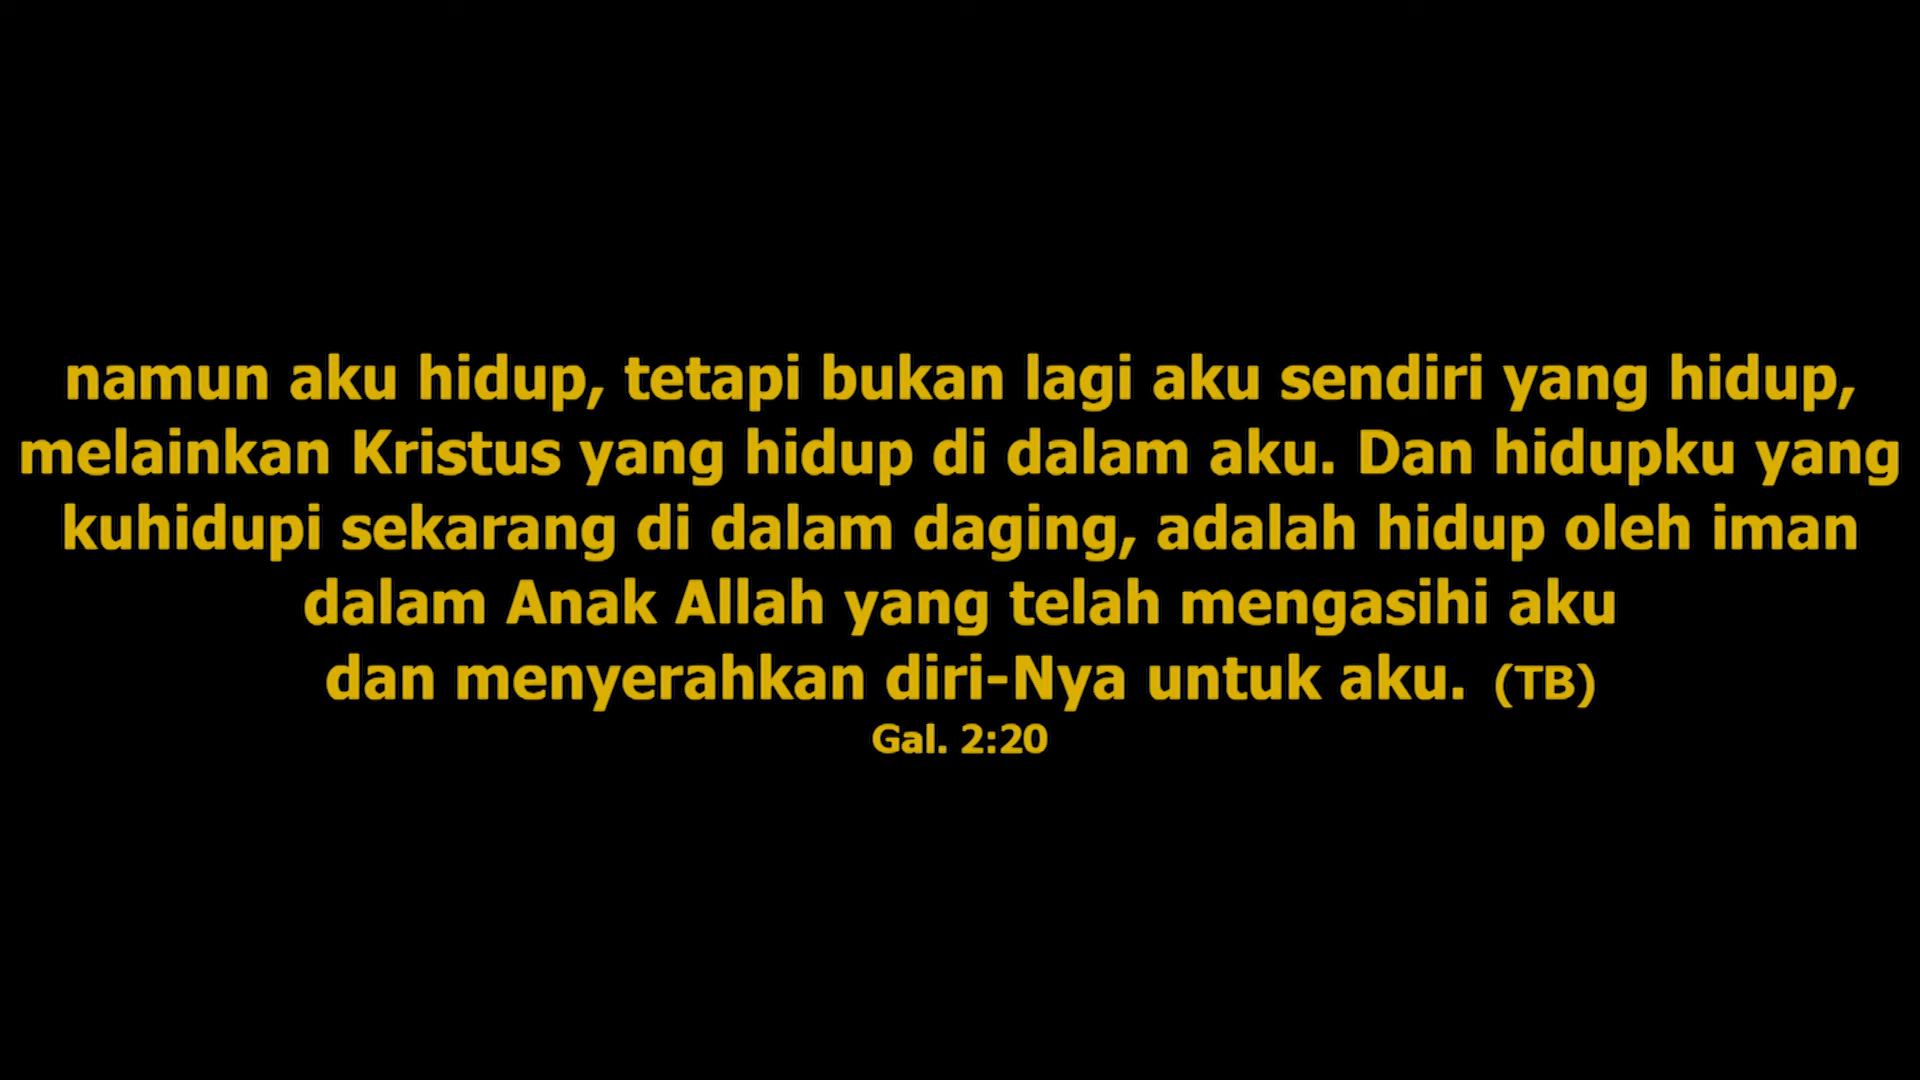 namun aku hidup, tetapi bukan lagi aku sendiri yang hidup,
melainkan Kristus yang hidup di dalam aku. Dan hidupku yang
kuhidupi sekarang di dalam daging, adalah hidup oleh iman
dalam Anak Allah yang telah mengasihi aku
dan menyerahkan diri-Nya untuk aku. (TB)
Gal. 2:20